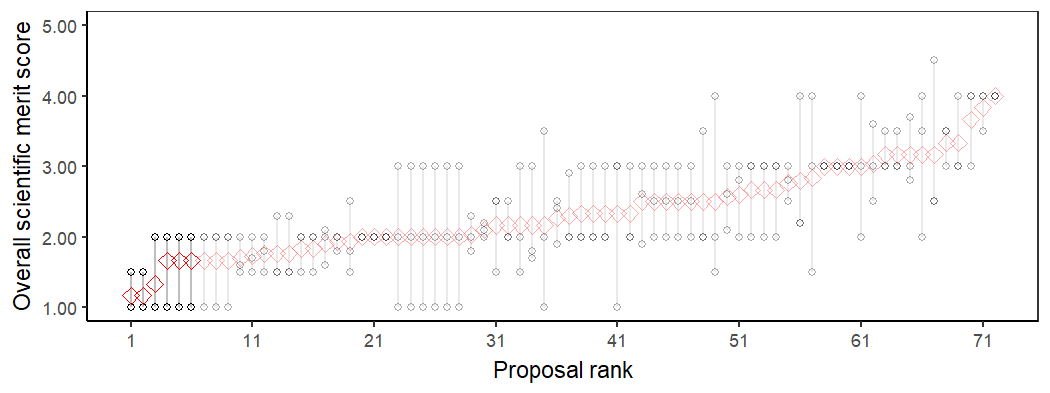 Overall scientific merit score
5.00
4.00
3.00
2.00
1.00
1 11 21 31 41 51 61 71
Proposal rank